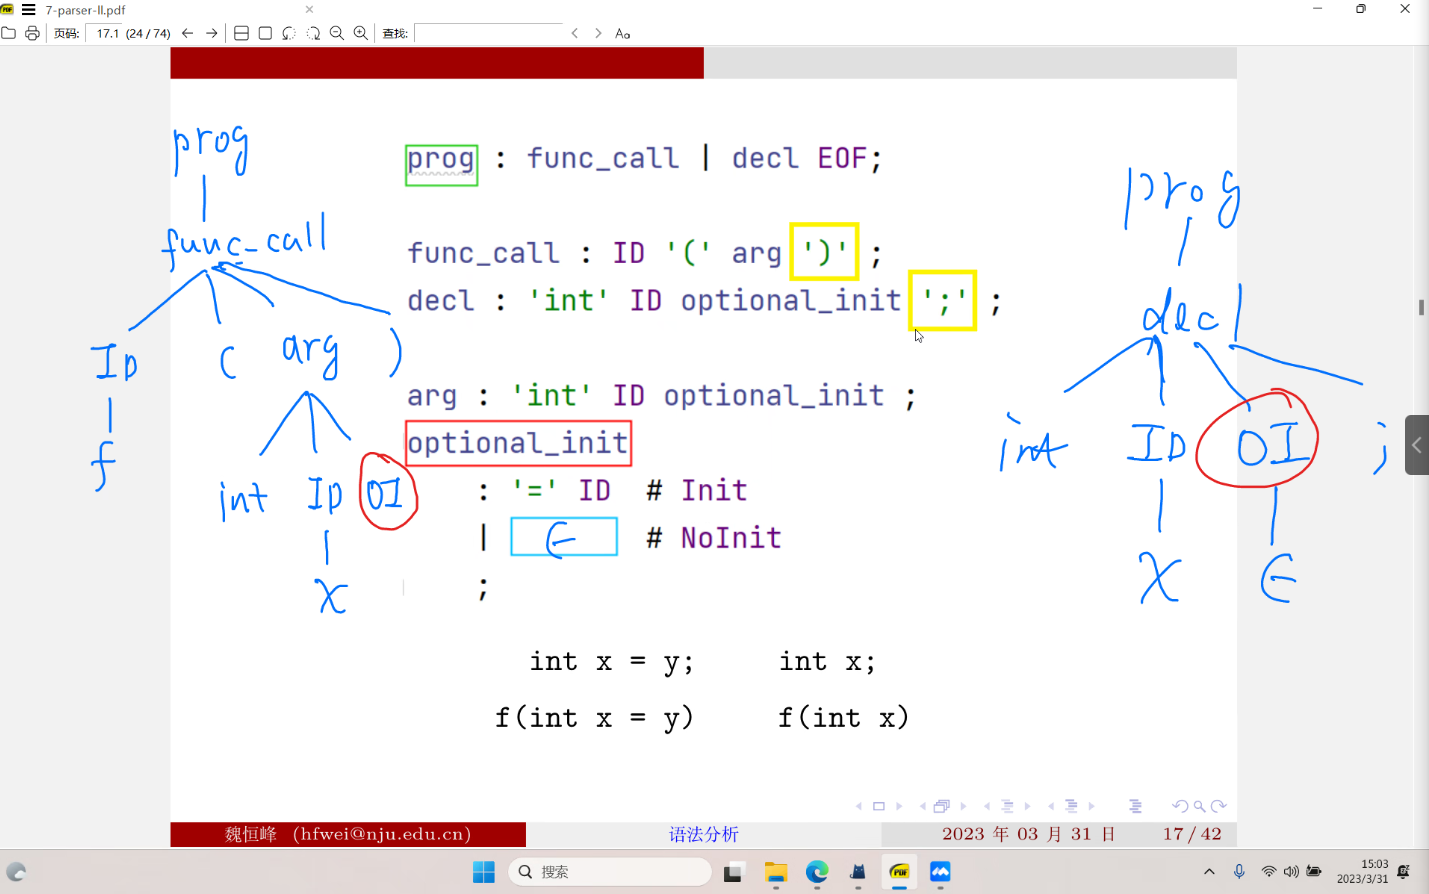 7-parser-ll.pdf
页码: 17.1 (24 / 74) 查找: Aa
prog : func_call | decl EOF;
func_call : ID '(' arg ')' ;
decl : 'int' ID optional_init ';' ;
arg : 'int' ID optional_init ;
optional_init
: '=' ID # Init
| ϵ # NoInit
;
int x = y; int x;
f(int x = y) f(int x)
prog
func_call
ID ( arg )
f
int ID OI
x
prog
decl
int ID OI ;
x ϵ
魏恒峰 (hfwei@nju.edu.cn) 语法分析 2023 年 03 月 31 日 17 / 42
搜索
15:03
2023/3/31